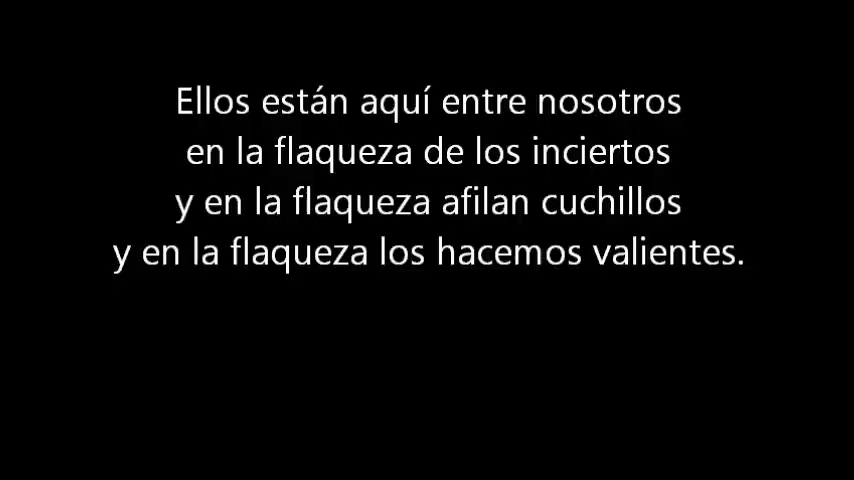 Ellos están aquí entre nosotros
en la flaqueza de los inciertos
y en la flaqueza afilan cuchillos
y en la flaqueza los hacemos valientes.